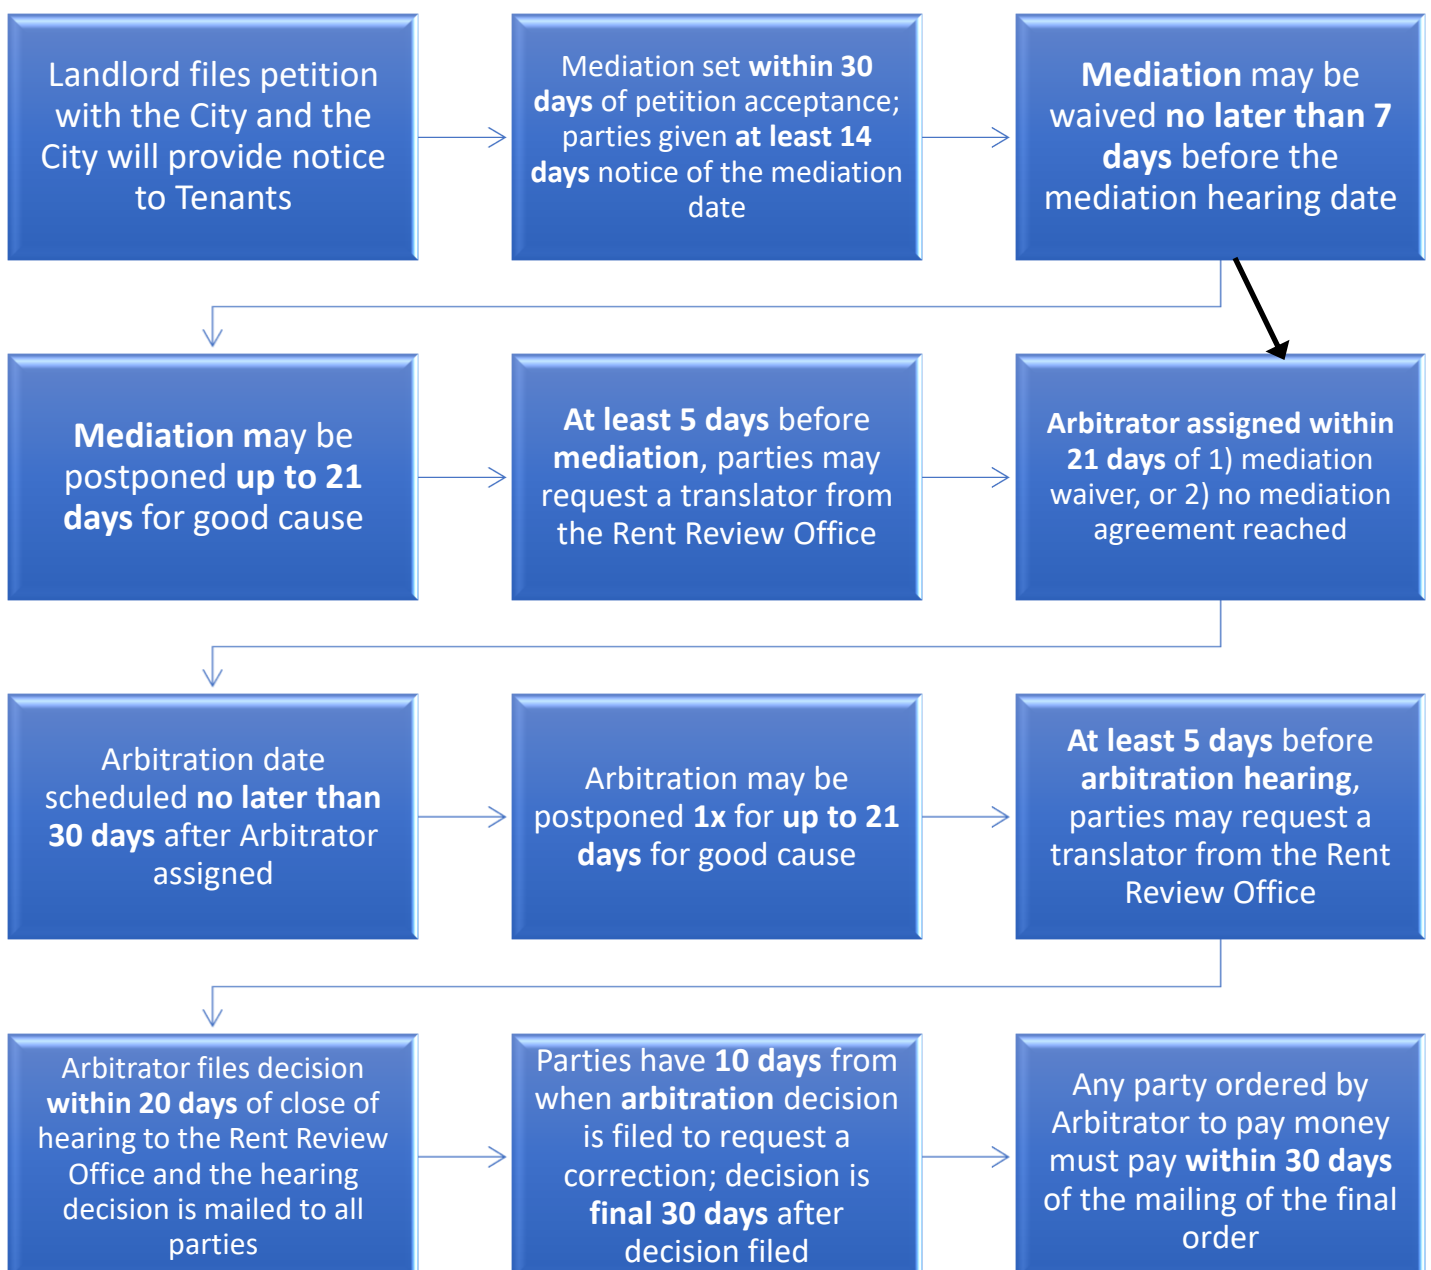 Landlord files petition
with the City and the
City will provide notice
to Tenants
Mediation set within 30
days of petition acceptance;
parties given at least 14
days notice of the mediation
date
Mediation may be
waived no later than 7
days before the
mediation hearing date
Mediation may be
postponed up to 21
days for good cause
At least 5 days before
mediation, parties may
request a translator from
the Rent Review Office
Arbitrator assigned within
21 days of 1) mediation
waiver, or 2) no mediation
agreement reached
Arbitration date
scheduled no later than
30 days after Arbitrator
assigned
Arbitration may be
postponed 1x for up to 21
days for good cause
At least 5 days before
arbitration hearing,
parties may request a
translator from the Rent
Review Office
Arbitrator files decision
within 20 days of close of
hearing to the Rent Review
Office and the hearing
decision is mailed to all
parties
Parties have 10 days from
when arbitration decision
is filed to request a
correction; decision is
final 30 days after
decision filed
Any party ordered by
Arbitrator to pay money
must pay within 30 days
of the mailing of the final
order